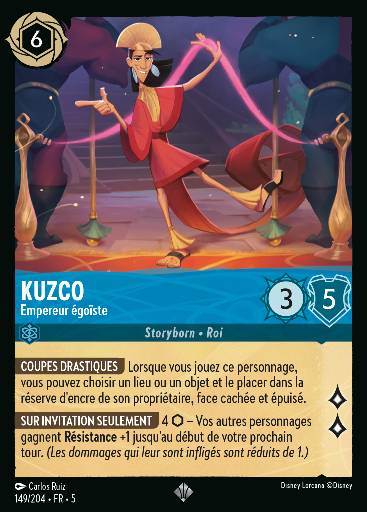 6
KUZCO
Empereur égoïste
3
5
Storyborn • Roi
COUPES DRASTIQUES Lorsque vous jouez ce personnage,
vous pouvez choisir un lieu ou un objet et le placer dans la
réserve d'encre de son propriétaire, face cachée et épuisé.
SUR INVITATION SEULEMENT 4 ⬡ – Vos autres personnages
gagnent Résistance +1 jusqu'au début de votre prochain
tour. (Les dommages qui leur sont infligés sont réduits de 1.)
Carlos Ruiz
Disney Lorcana ©Disney
149/204 • FR • 5